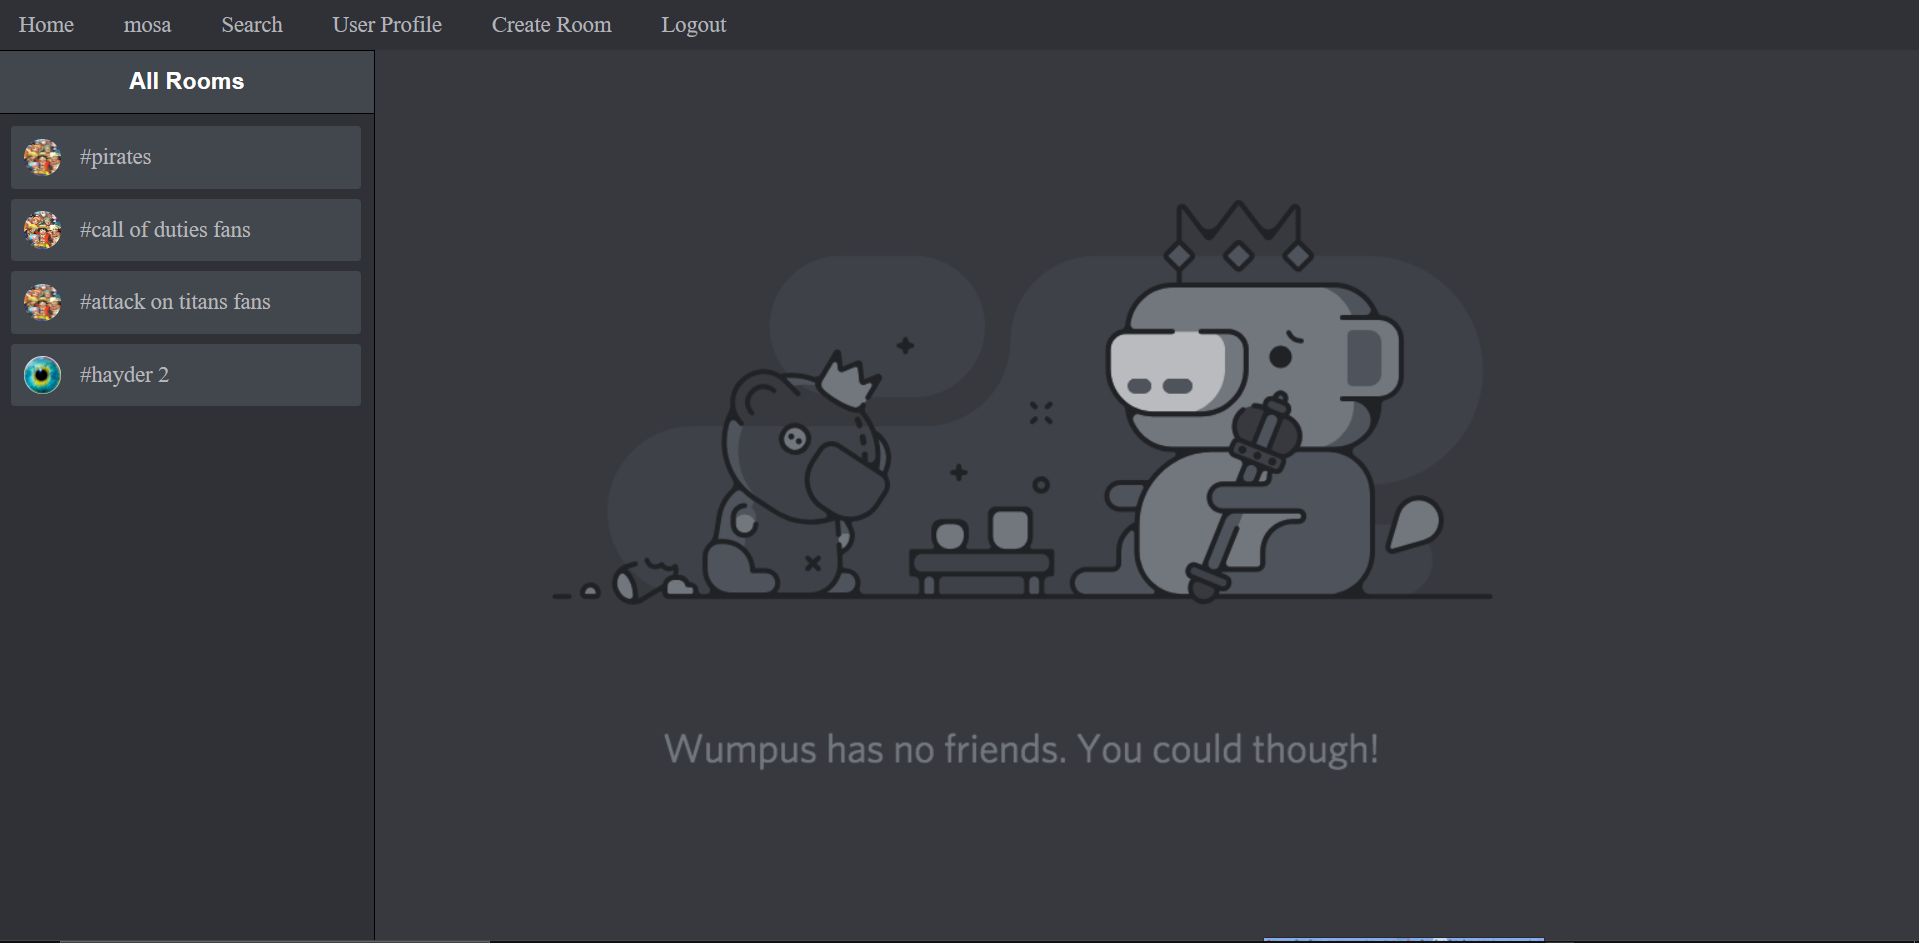 Home mosa Search User Profile Create Room Logout
All Rooms
#pirates
#call of duties fans
#attack on titans fans
#hayder 2
Wumpus has no friends. You could though!